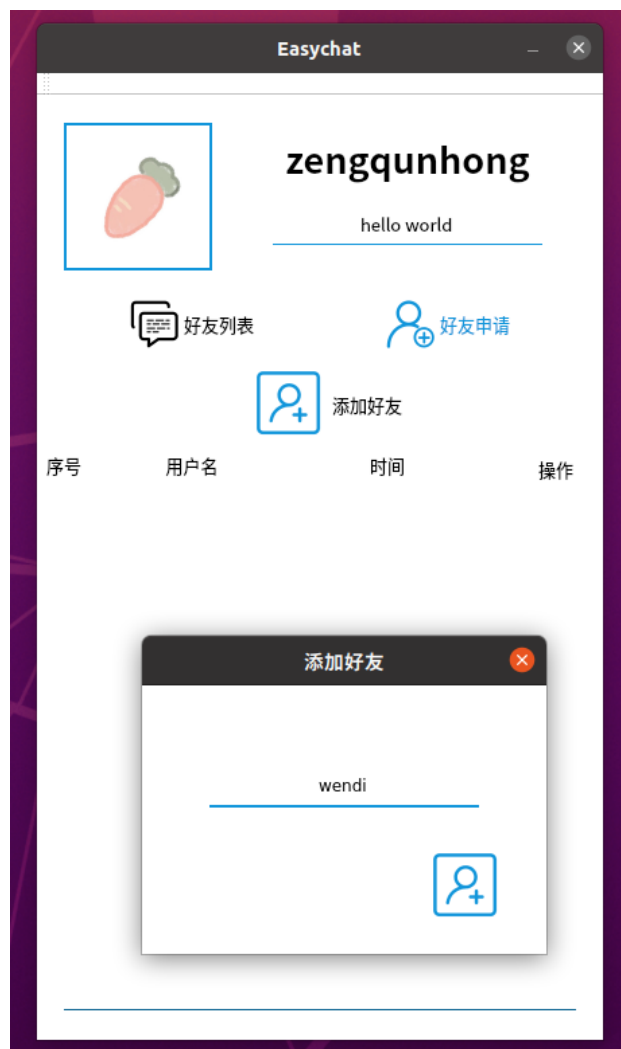 Easychat
zengqunhong
hello world
好友列表 好友申请
添加好友
序号 用户名 时间 操作
添加好友
wendi